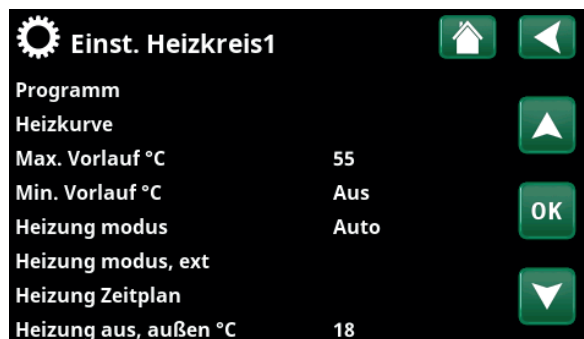 Einst. Heizkreis1
Programm
Heizkurve
Max. Vorlauf °C 55
Min. Vorlauf °C Aus
Heizung modus Auto
OK
Heizung modus, ext
Heizung Zeitplan
Heizung aus, außen °C 18